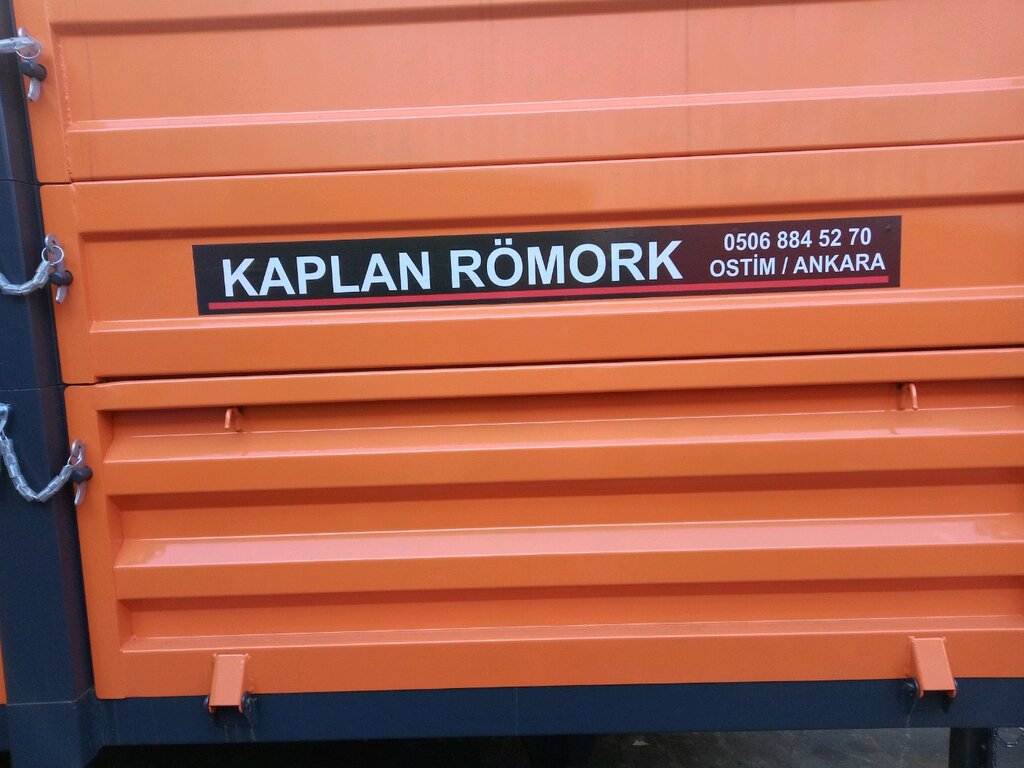 KAPLAN RÖMORK
0506 884 52 70
OSTİM / ANKARA